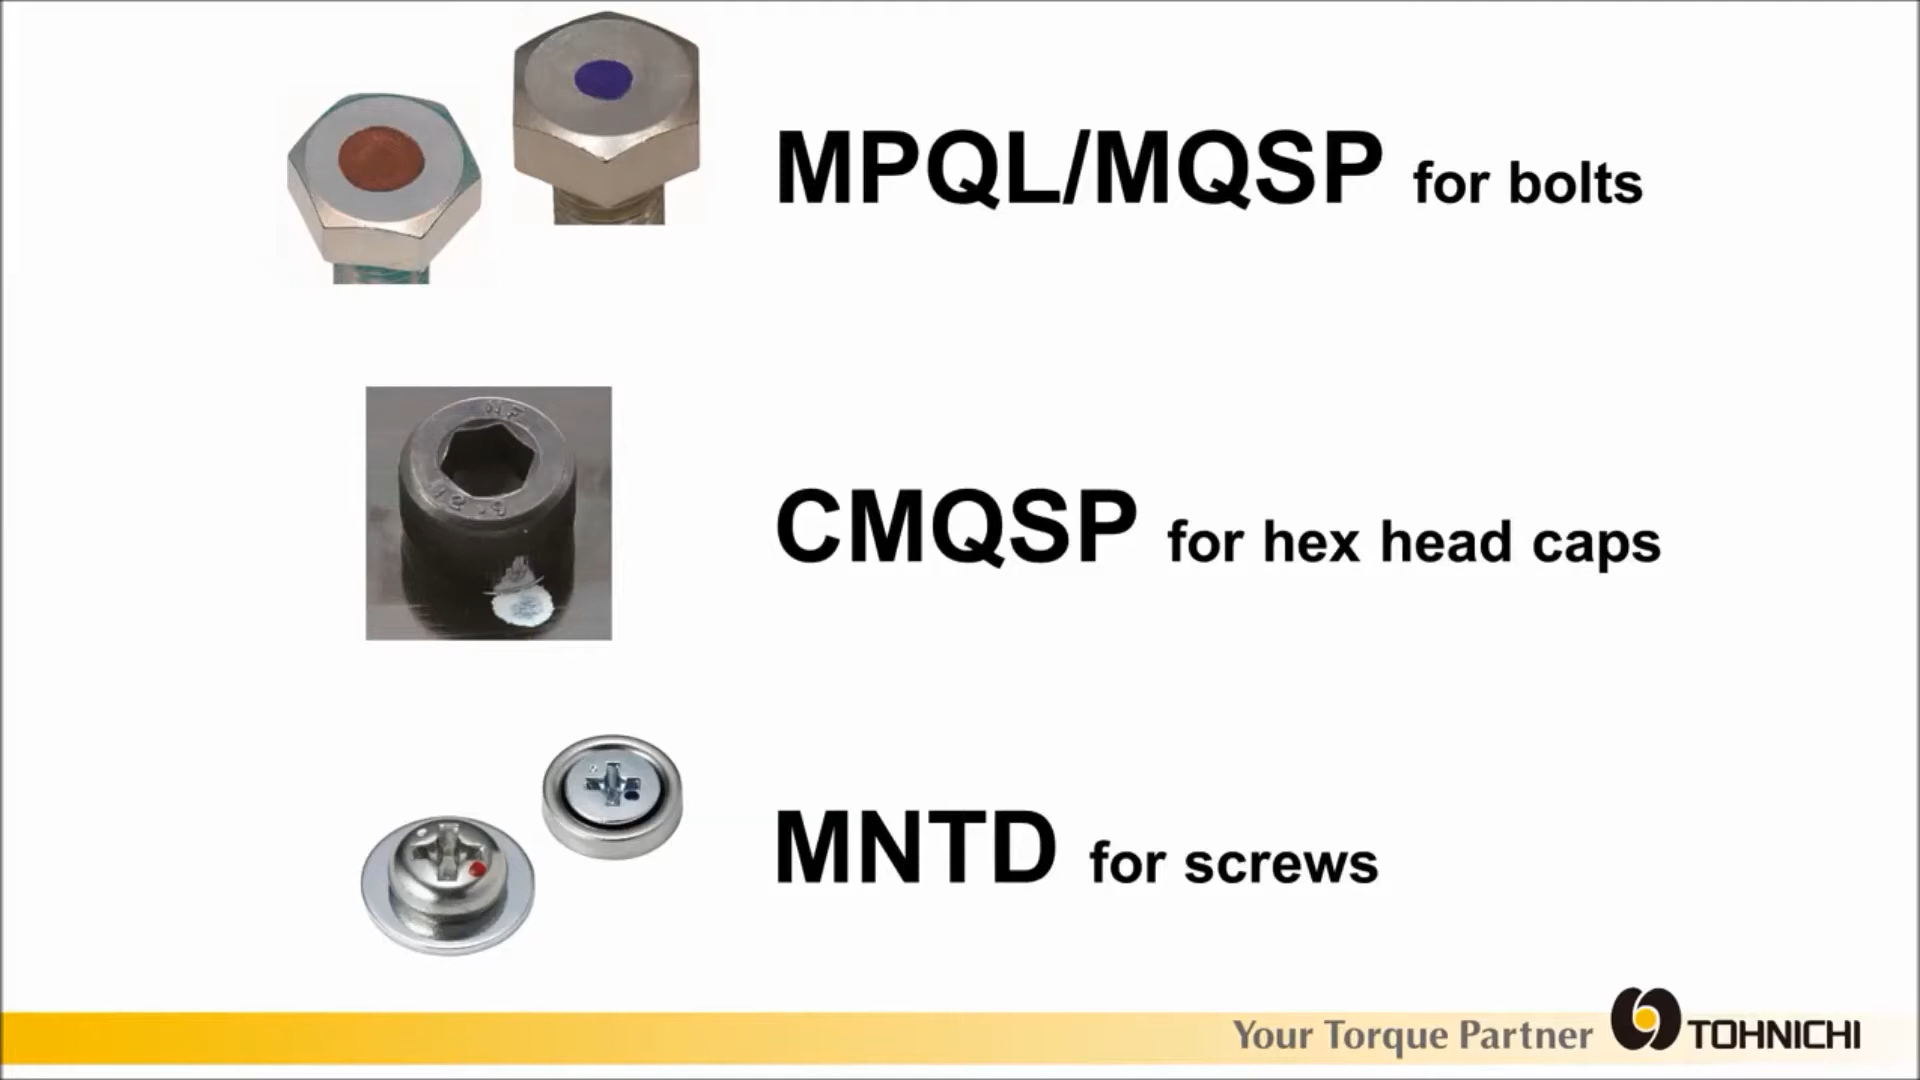 MPQL/MQSP for bolts
CMQSP for hex head caps
MNTD for screws
Your Torque Partner TOHNICHI